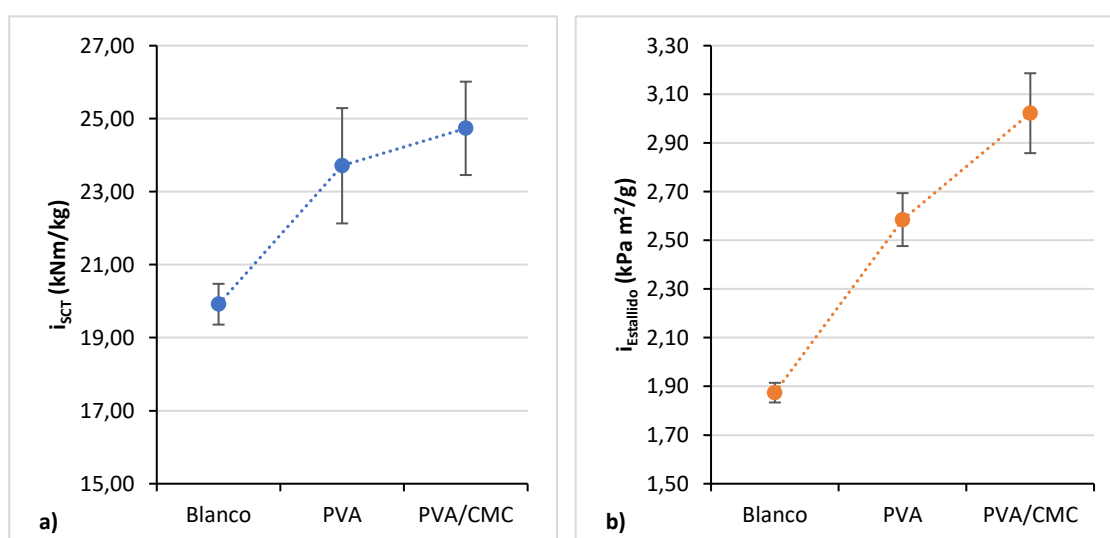 27,00
25,00
23,00
21,00
19,00
17,00
15,00
iSCT (kNm/kg)
Blanco PVA PVA/CMC
a)
3,30
3,10
2,90
2,70
2,50
2,30
2,10
1,90
1,70
1,50
iEstallido (kPa m²/g)
Blanco PVA PVA/CMC
b)